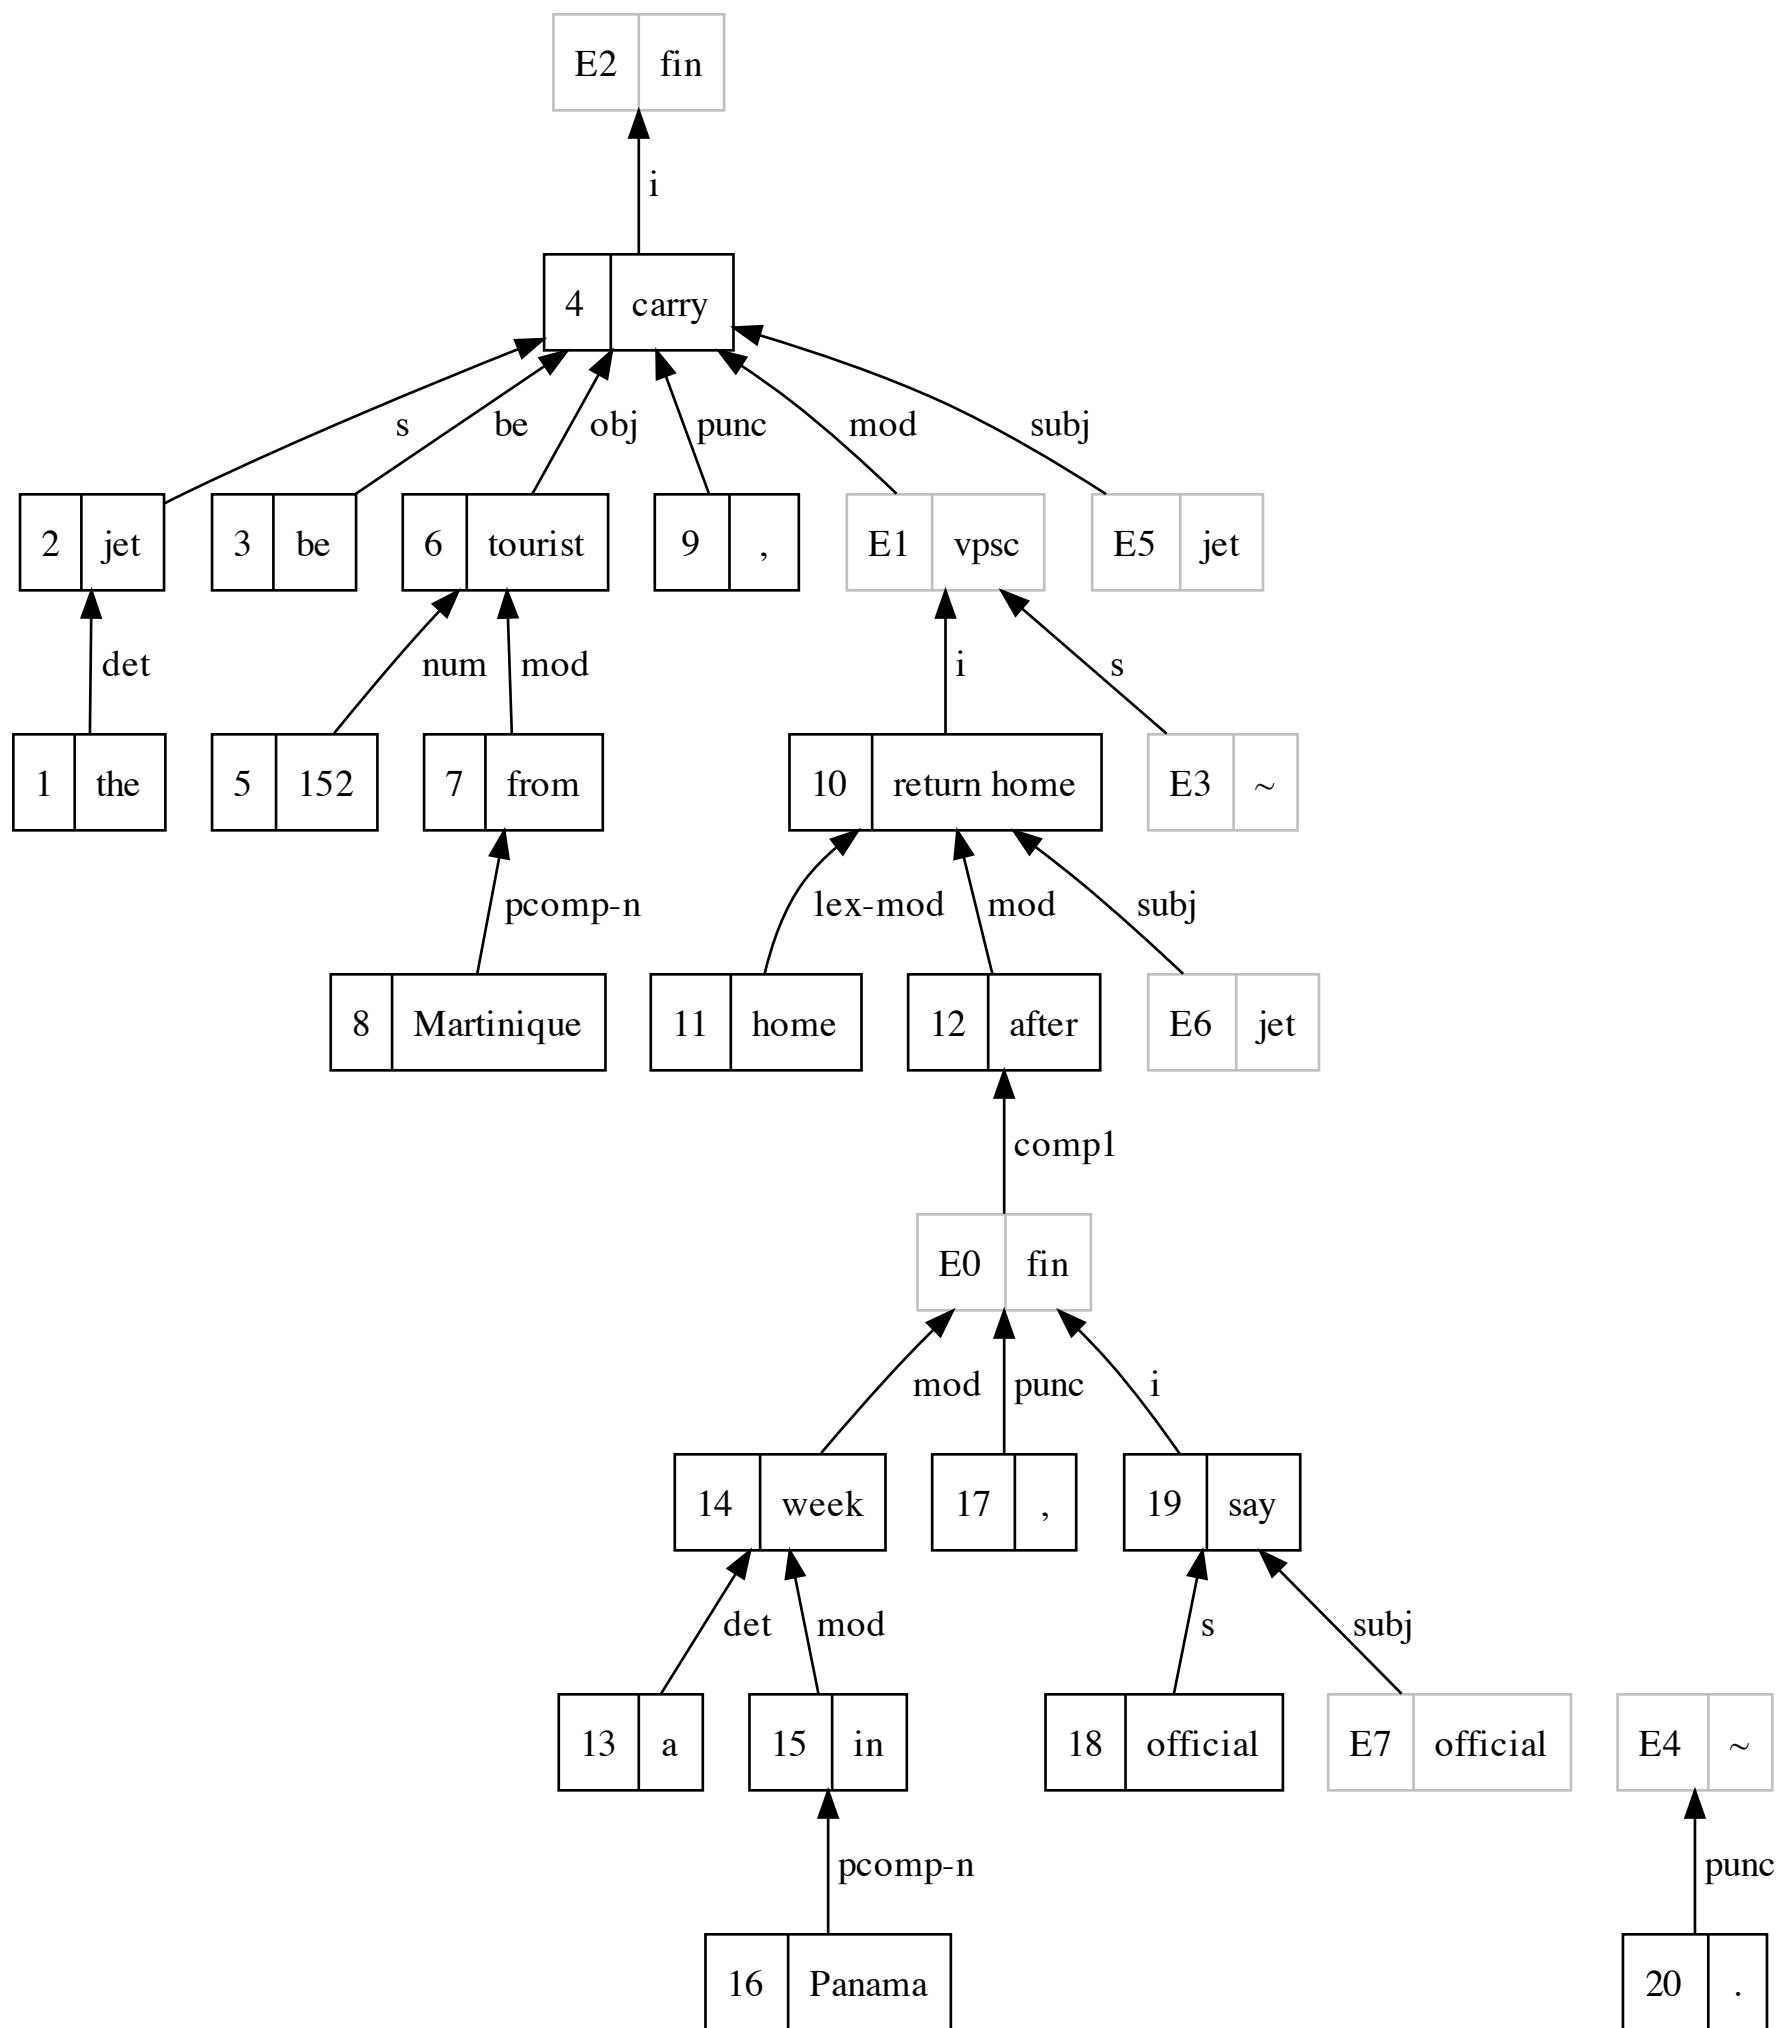 E2 fin
i
4 carry
s be obj punc mod subj
2 jet 3 be 6 tourist 9 , E1 vpsc E5 jet
det num mod i s
1 the 5 152 7 from 10 return home E3 ~
pcomp-n lex-mod mod subj
8 Martinique 11 home 12 after E6 jet
comp1
E0 fin
mod punc i
14 week 17 , 19 say
det mod s subj
13 a 15 in 18 official E7 official E4 ~
pcomp-n punc
16 Panama 20 .